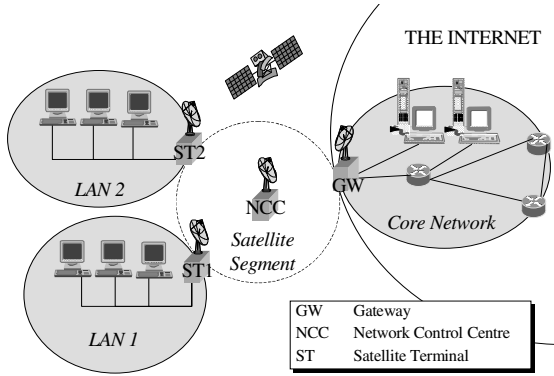 THE INTERNET
ST2
LAN 2
GW
NCC
Core Network
Satellite
Segment
ST1
LAN 1
GW Gateway
NCC Network Control Centre
ST Satellite Terminal